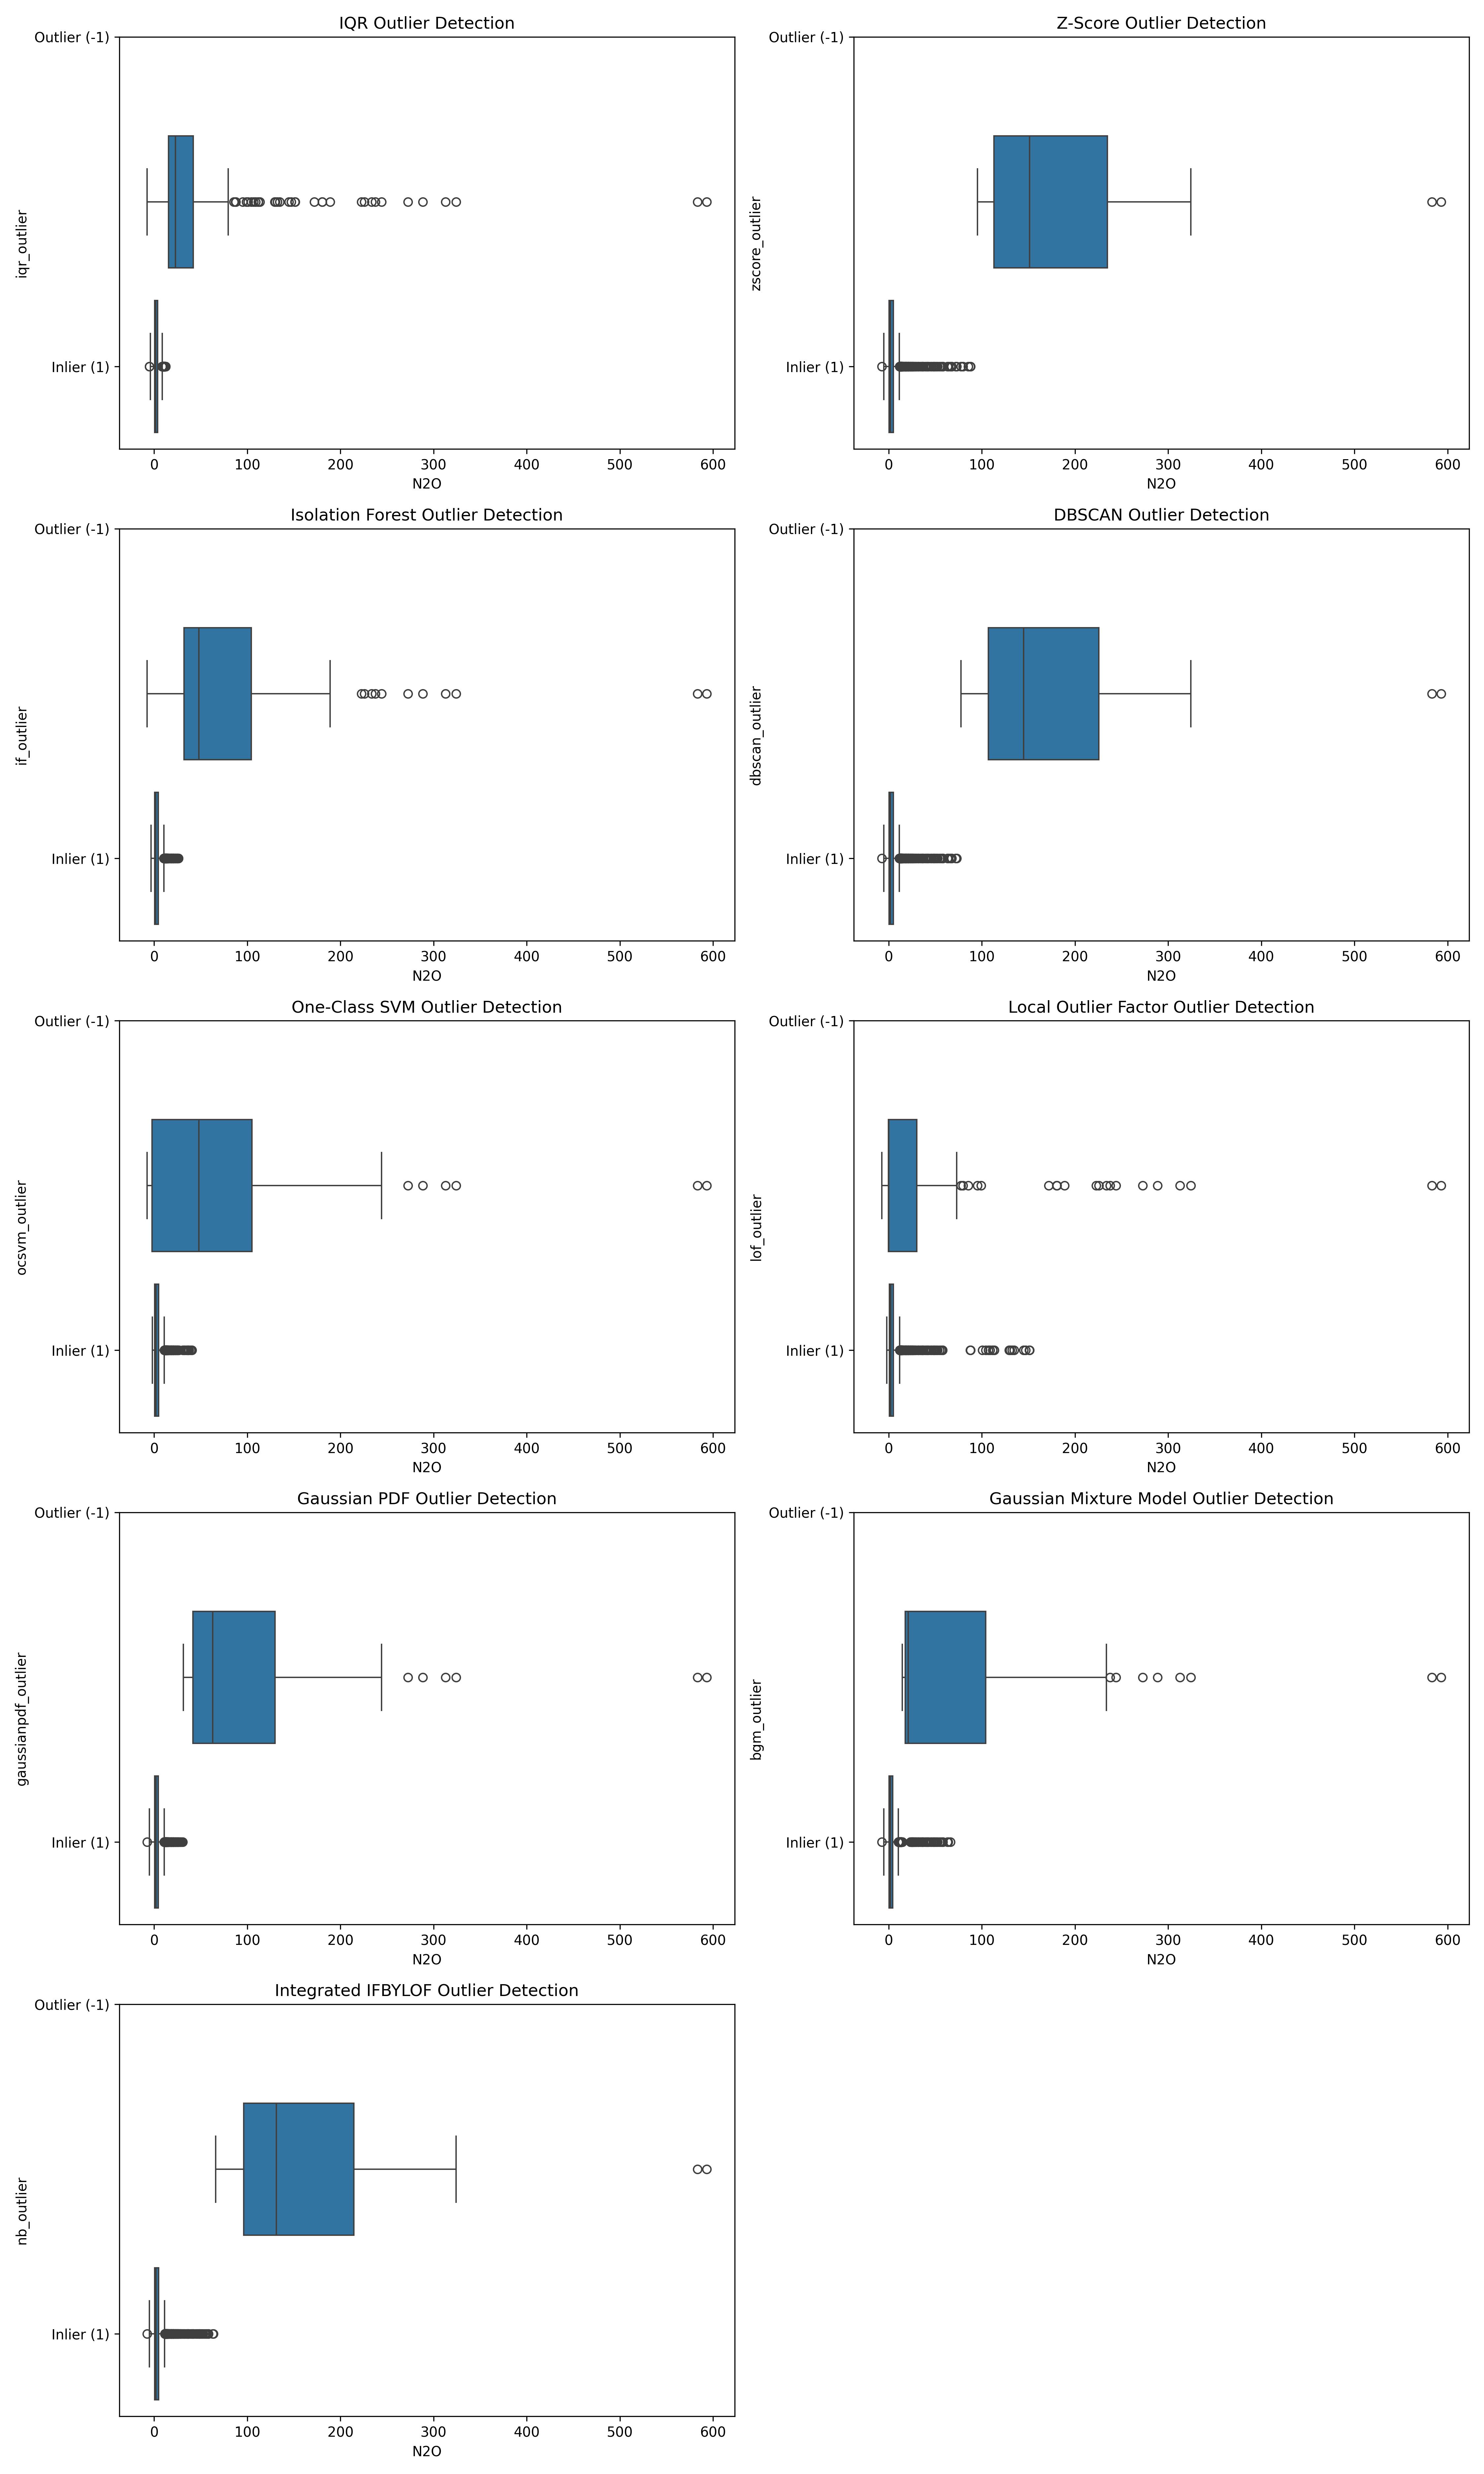 IQR Outlier Detection
Outlier (-1)
iqr_outlier
Inlier (1)
0 100 200 300 400 500 600
N2O
Z-Score Outlier Detection
Outlier (-1)
zscore_outlier
Inlier (1)
0 100 200 300 400 500 600
N2O
Isolation Forest Outlier Detection
Outlier (-1)
if_outlier
Inlier (1)
0 100 200 300 400 500 600
N2O
DBSCAN Outlier Detection
Outlier (-1)
dbscan_outlier
Inlier (1)
0 100 200 300 400 500 600
N2O
One-Class SVM Outlier Detection
Outlier (-1)
ocsvm_outlier
Inlier (1)
0 100 200 300 400 500 600
N2O
Local Outlier Factor Outlier Detection
Outlier (-1)
lof_outlier
Inlier (1)
0 100 200 300 400 500 600
N2O
Gaussian PDF Outlier Detection
Outlier (-1)
gaussianpdf_outlier
Inlier (1)
0 100 200 300 400 500 600
N2O
Gaussian Mixture Model Outlier Detection
Outlier (-1)
bgm_outlier
Inlier (1)
0 100 200 300 400 500 600
N2O
Integrated IFBYLOF Outlier Detection
Outlier (-1)
nb_outlier
Inlier (1)
0 100 200 300 400 500 600
N2O